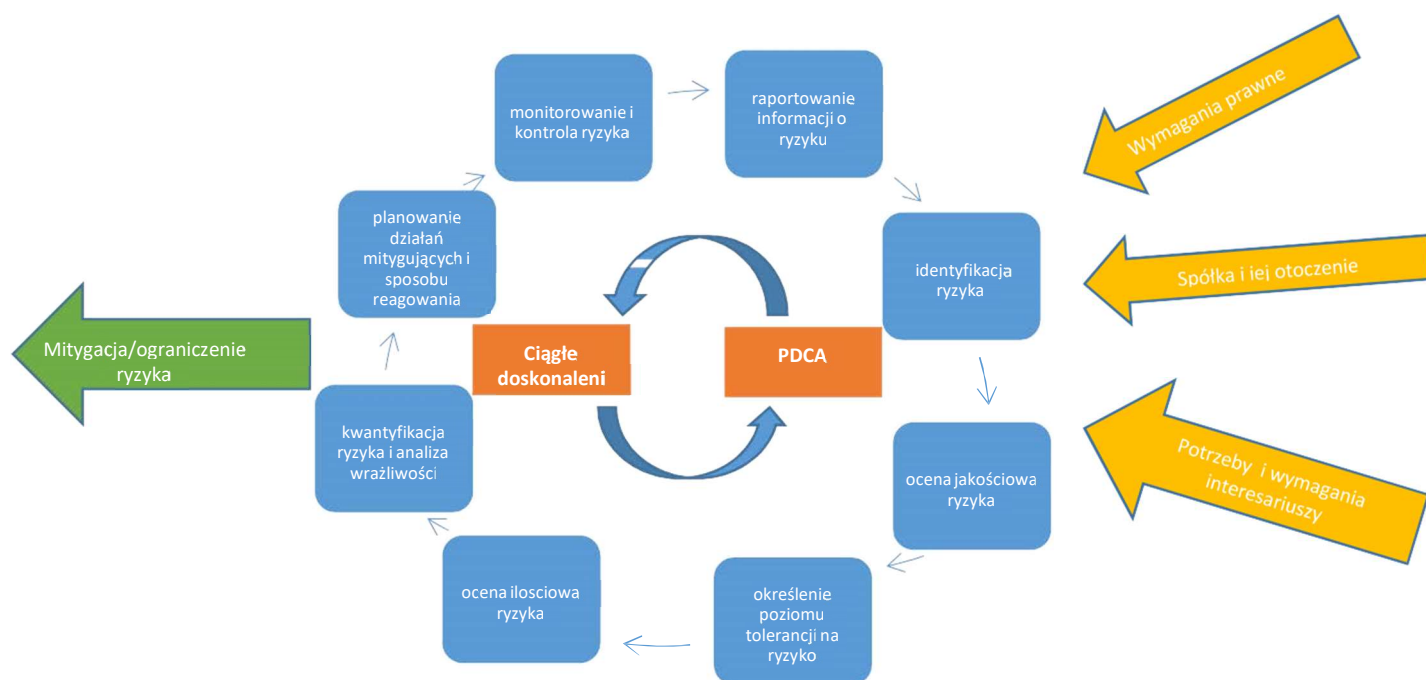 monitorowanie i
kontrola ryzyka
raportowanie
informacji o
ryzyku
Wymagania prawne
planowanie
działań
mitygujących i
sposobu
reagowania
identyfikacja
ryzyka
Spółka i iej otoczenie
Mitygacja/ograniczenie
ryzyka
Ciągłe
doskonaleni
PDCA
kwantyfikacja
ryzyka i analiza
wrażliwości
ocena jakościowa
ryzyka
Potrzeby i wymagania
interesariuszy
ocena ilosciowa
ryzyka
określenie
poziomu
tolerancji na
ryzyko